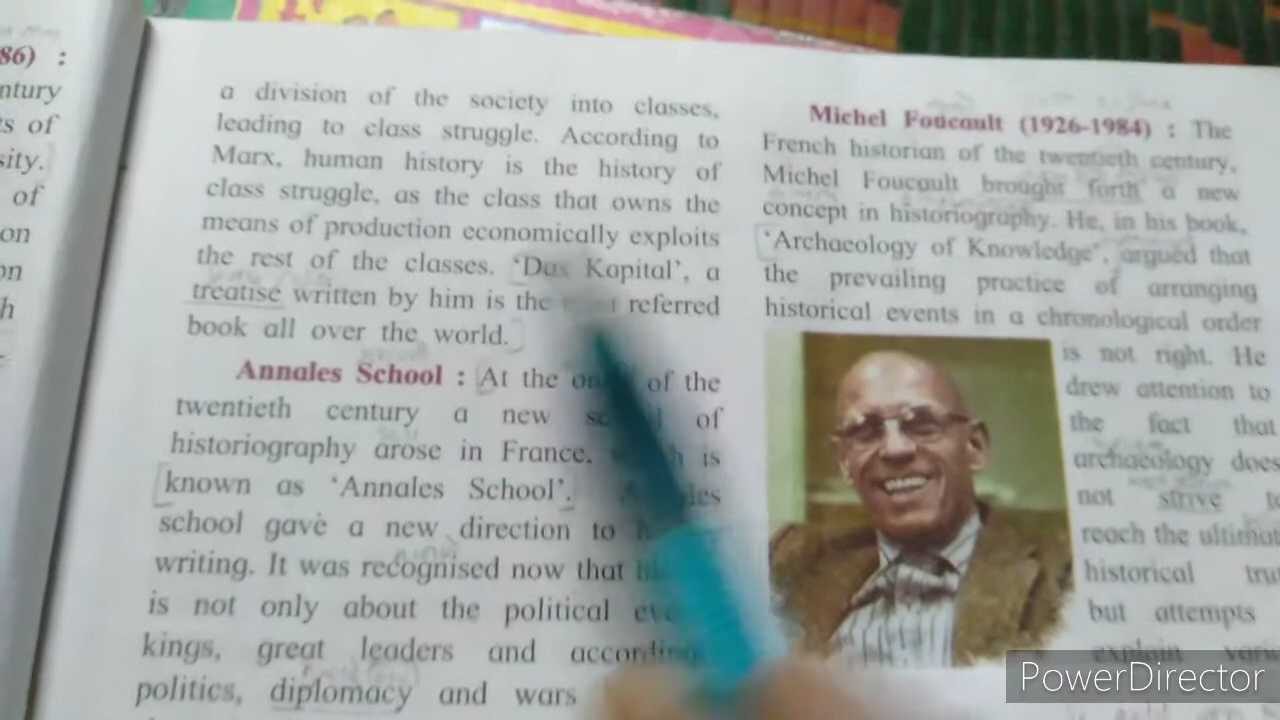 86) :
ntury
ts of
sity.
of
on
on
h
a division of the society into classes,
leading to class struggle. According to
Marx, human history is the history of
class struggle, as the class that owns the
means of production economically exploits
the rest of the classes. ‘Das Kapital’, a
treatise written by him is the referred
book all over the world.
Annales School : At the of the
twentieth century a new of
historiography arose in France. is
known as ‘Annales School’.
school gave a new direction to
writing. It was recognised now that
is not only about the political
kings, great leaders and
politics, diplomacy and wars
Michel Foucault (1926-1984) : The
French historian of the twentieth century,
Michel Foucault brought forth a new
concept in historiography. He, in his book,
‘Archaeology of Knowledge’, argued that
the prevailing practice of arranging
historical events in a chronological order
is not right. He
drew attention to
the fact that
archaeology does
not strive
reach the ultimat
historical tru
but attempts
explain
PowerDirector